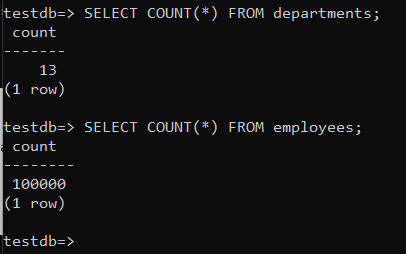 testdb=> SELECT COUNT(*) FROM departments;
 count
-------
    13
(1 row)

testdb=> SELECT COUNT(*) FROM employees;
 count
--------
 100000
(1 row)

testdb=>